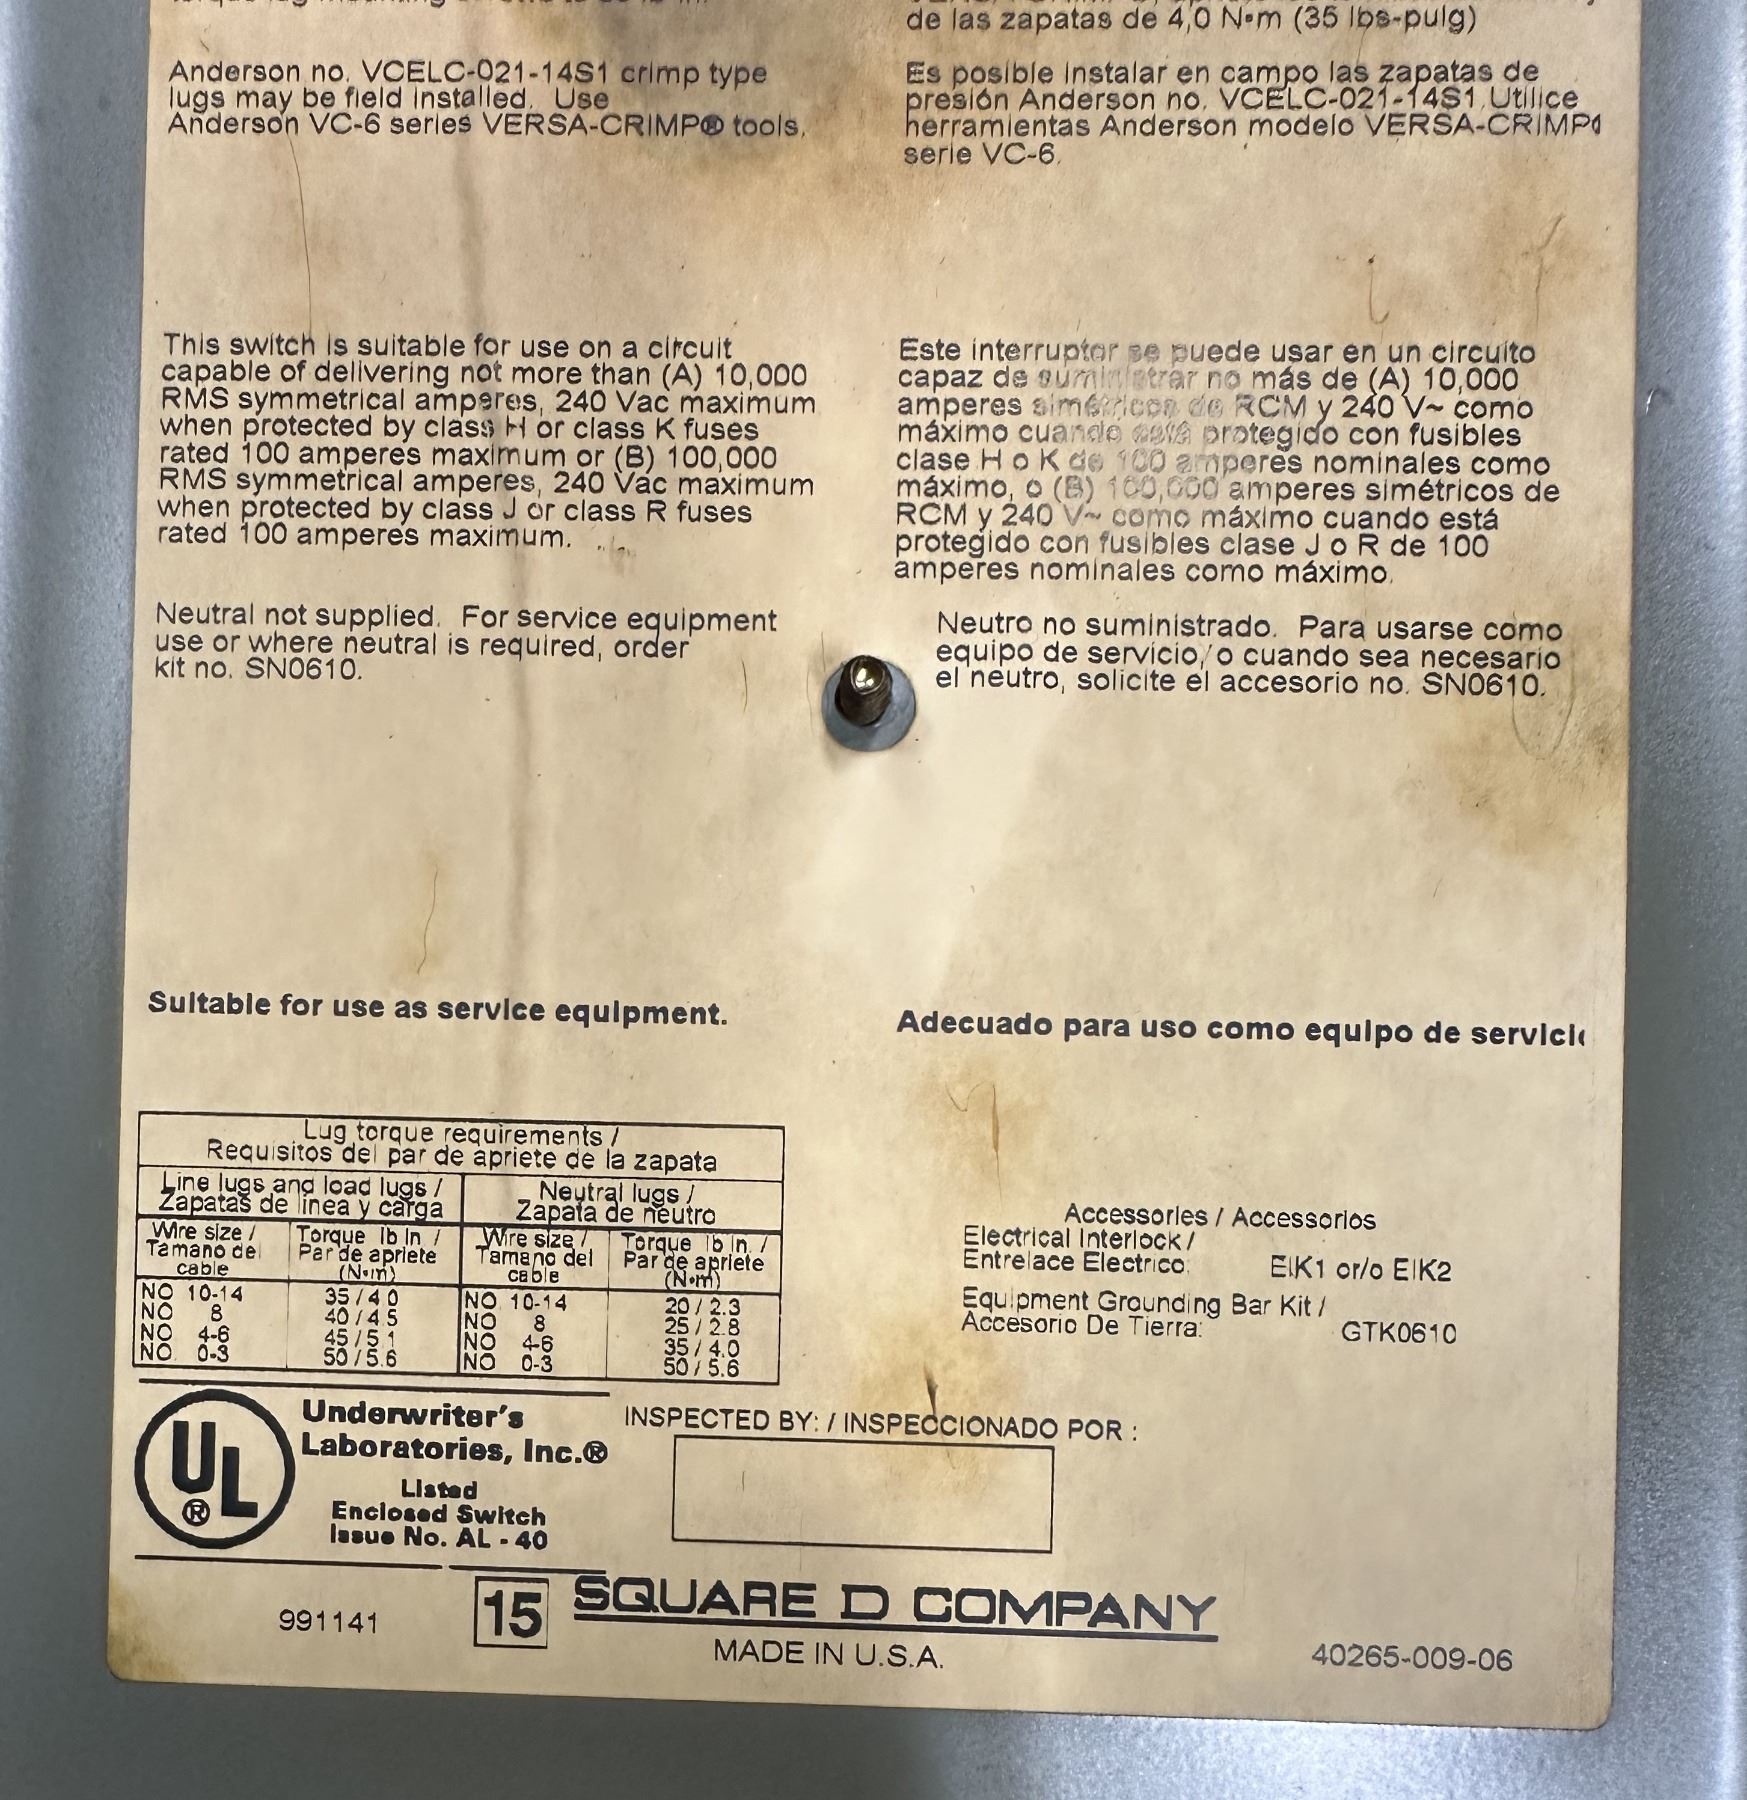 de las zapatas de 4,0 N•m (35 lbs-pulg)
Anderson no. VCELC-021-14S1 crimp type
lugs may be field installed. Use
Anderson VC-6 series VERSA-CRIMP® tools.
Es posible instalar en campo las zapatas de
presión Anderson no. VCELC-021-14S1 Utilice
herramientas Anderson modelo VERSA-CRIMP
serie VC-6.
This switch is suitable for use on a circuit
capable of delivering not more than (A) 10,000
RMS symmetrical amperes, 240 Vac maximum
when protected by class H or class K fuses
rated 100 amperes maximum or (B) 100,000
RMS symmetrical amperes, 240 Vac maximum
when protected by class J or class R fuses
rated 100 amperes maximum.
Este interruptor se puede usar en un circuito
capaz de suministrar no más de (A) 10,000
amperes simétricos de RCM y 240 V~ como
máximo cuando está protegido con fusibles
clase H o K de 100 amperes nominales como
máximo, o (B) 100,000 amperes simétricos de
RCM y 240 V~ como máximo cuando está
protegido con fusibles clase J o R de 100
amperes nominales como máximo.
Neutral not supplied. For service equipment
use or where neutral is required, order
kit no. SN0610.
Neutro no suministrado. Para usarse como
equipo de servicio, o cuando sea necesario
el neutro, solicite el accesorio no. SN0610.
Suitable for use as service equipment.
Adecuado para uso como equipo de servici
Lug torque requirements /
Requisitos del par de apriete de la zapata
Line lugs and load lugs /
Zapatas de línea y carga
Neutral lugs /
Zapata de neutro
Wire size /
Tamano del
cable
Torque lb in. /
Par de apriete
(N•m)
Wire size /
Tamano del
cable
Torque lb in. /
Par de apriete
(N•m)
NO 10-14 35 / 4.0 NO. 10-14 20 / 2.3
NO 8 40 / 4.5 NO 8 25 / 2.8
NO 4-6 45 / 5.1 NO 4-6 35 / 4.0
NO. 0-3 50 / 5.6 NO 0-3 50 / 5.6
Accessories / Accessorios
Electrical Interlock /
Entrelace Electrico: EIK1 or/o EIK2
Equipment Grounding Bar Kit /
Accesorio De Tierra: GTK0610
UL ®
Underwriter's
Laboratories, Inc.®
Listed
Enclosed Switch
Issue No. AL - 40
INSPECTED BY: / INSPECCIONADO POR :
991141
15
SQUARE D COMPANY
MADE IN U.S.A.
40265-009-06